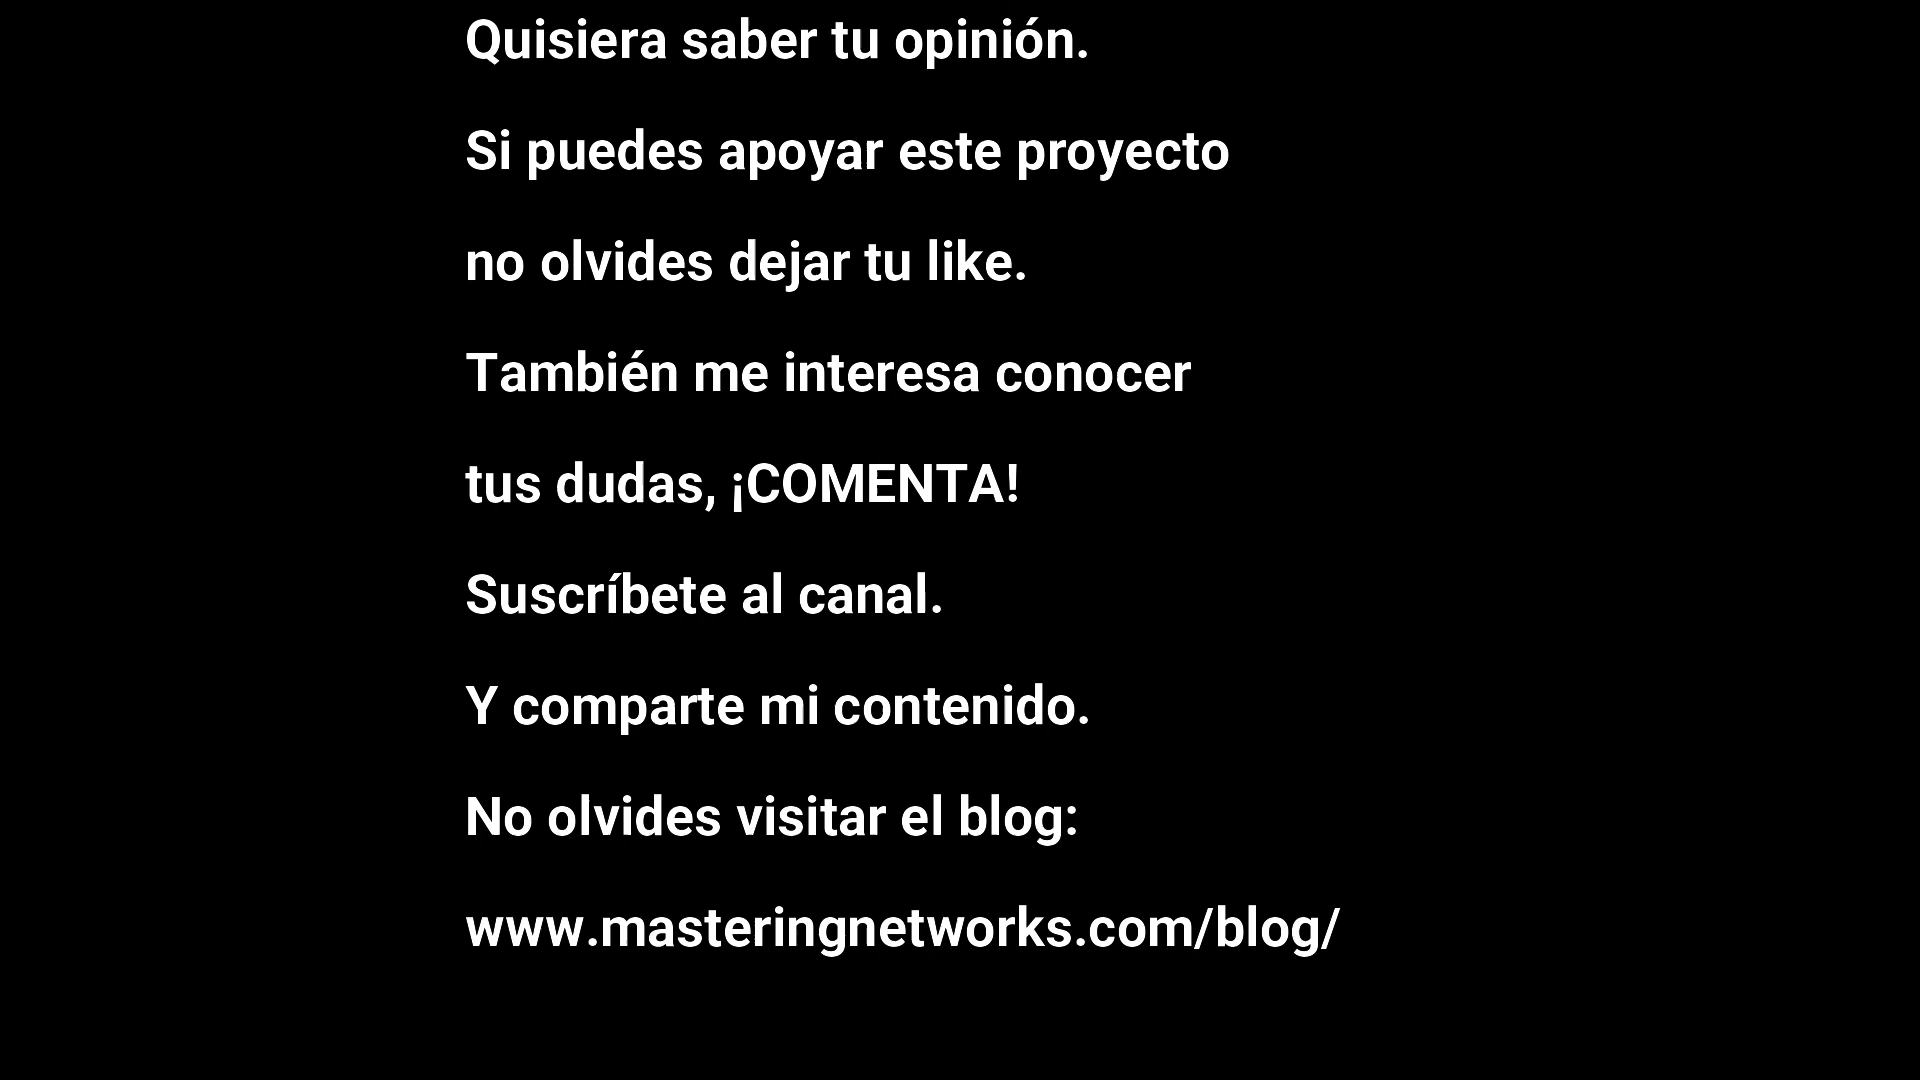 Quisiera saber tu opinión.
Si puedes apoyar este proyecto
no olvides dejar tu like.
También me interesa conocer
tus dudas, ¡COMENTA!
Suscríbete al canal.
Y comparte mi contenido.
No olvides visitar el blog:
www.masteringnetworks.com/blog/